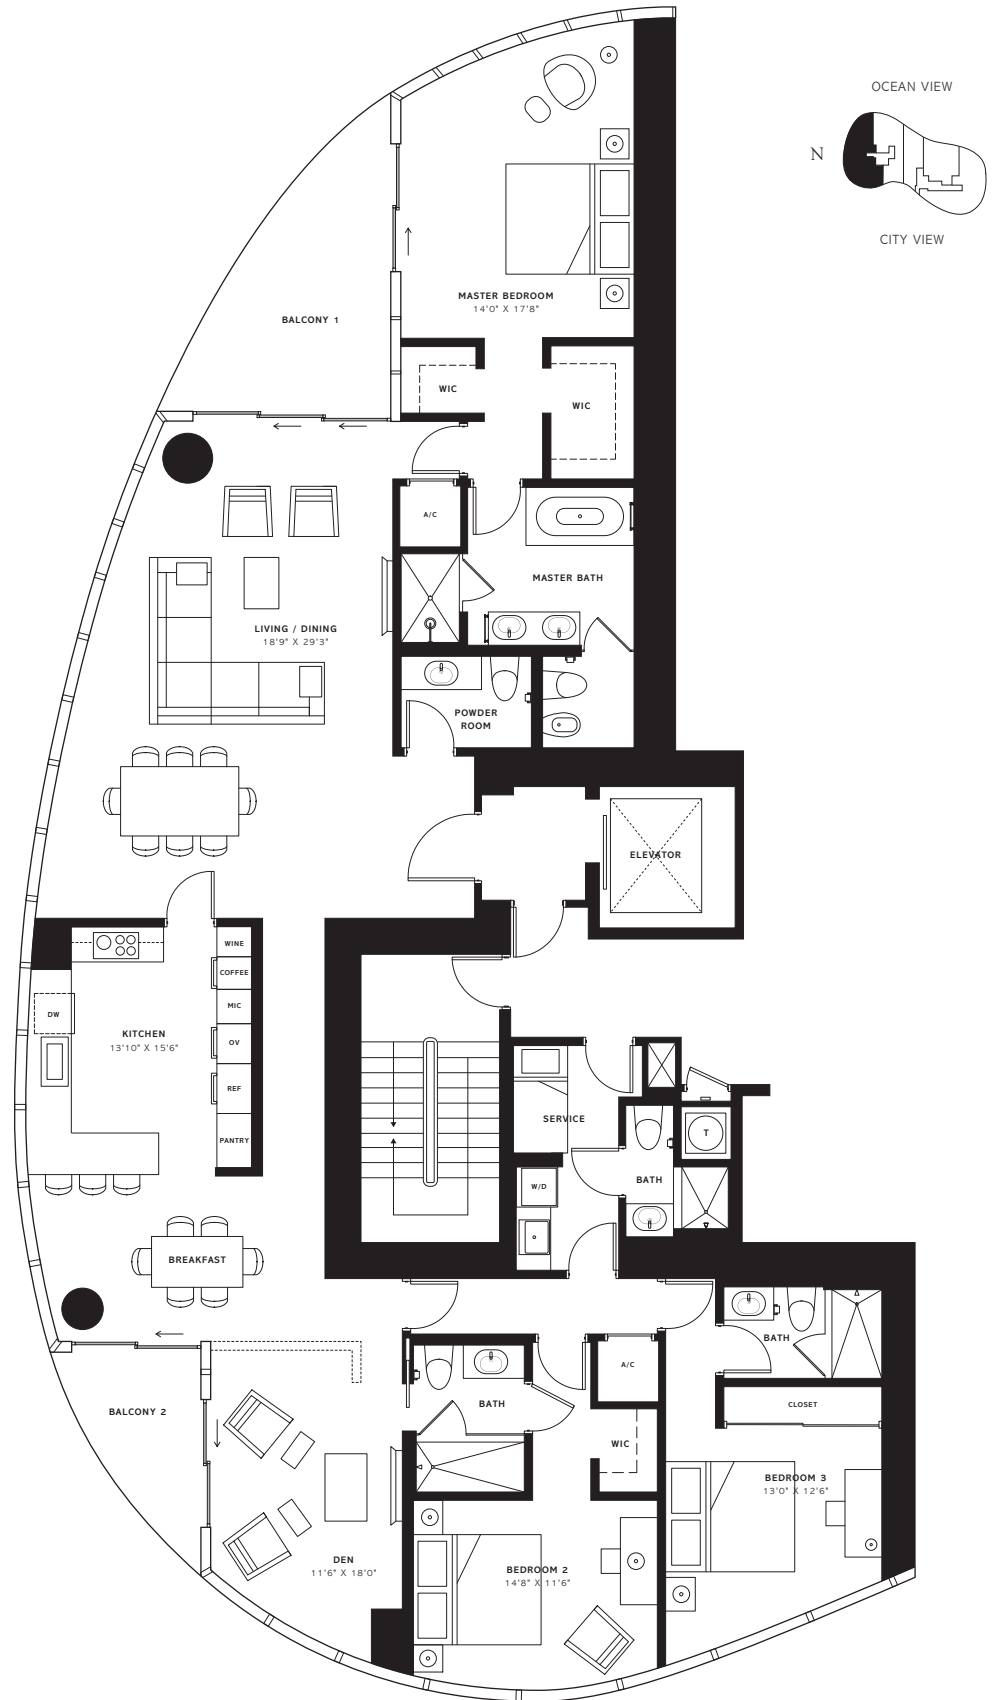 OCEAN VIEW
N
CITY VIEW
MASTER BEDROOM
14'0" X 17'8"
BALCONY 1
WIC
WIC
A/C
MASTER BATH
LIVING / DINING
18'9" X 29'3"
POWDER
ROOM
ELEVATOR
WINE
COFFEE
MIC
DW
KITCHEN
13'10" X 15'6"
OV
REF
PANTRY
SERVICE
T
BATH
W/D
BREAKFAST
BATH
A/C
BATH
CLOSET
BALCONY 2
WIC
BEDROOM 3
13'0" X 12'6"
DEN
11'6" X 18'0"
BEDROOM 2
14'8" X 11'6"